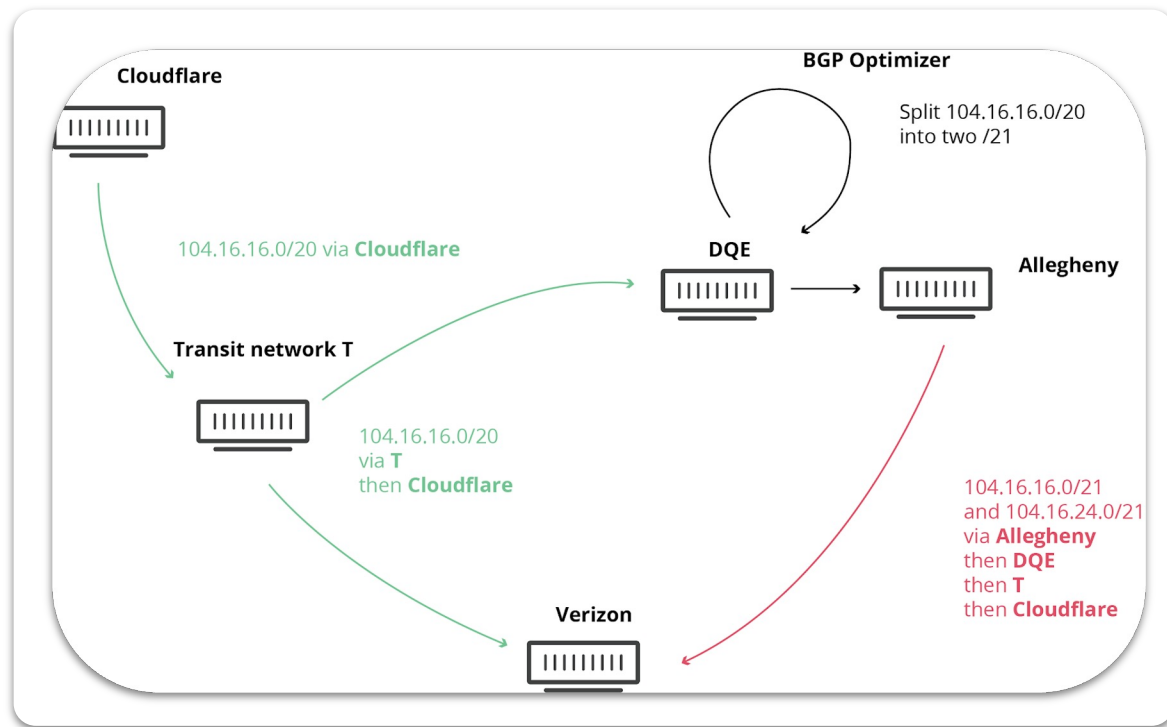 Cloudflare
BGP Optimizer
Split 104.16.16.0/20
into two /21
104.16.16.0/20 via Cloudflare
DQE
Allegheny
Transit network T
104.16.16.0/20
via T
then Cloudflare
104.16.16.0/21
and 104.16.24.0/21
via Allegheny
then DQE
then T
then Cloudflare
Verizon